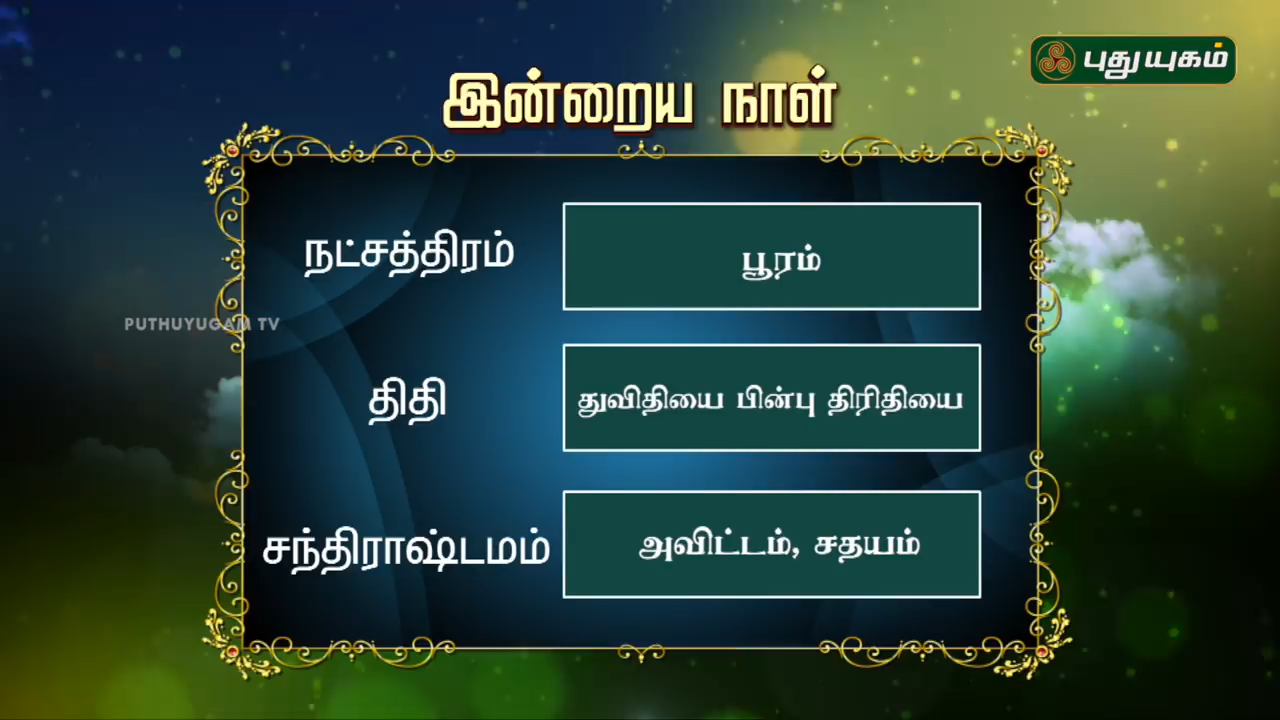 புதுயுகம்
இன்றைய நாள்
நட்சத்திரம்
பூரம்
PUTHUYUGAM TV
திதி
துவிதியை பின்பு திரிதியை
சந்திராஷ்டமம்
அவிட்டம், சதயம்